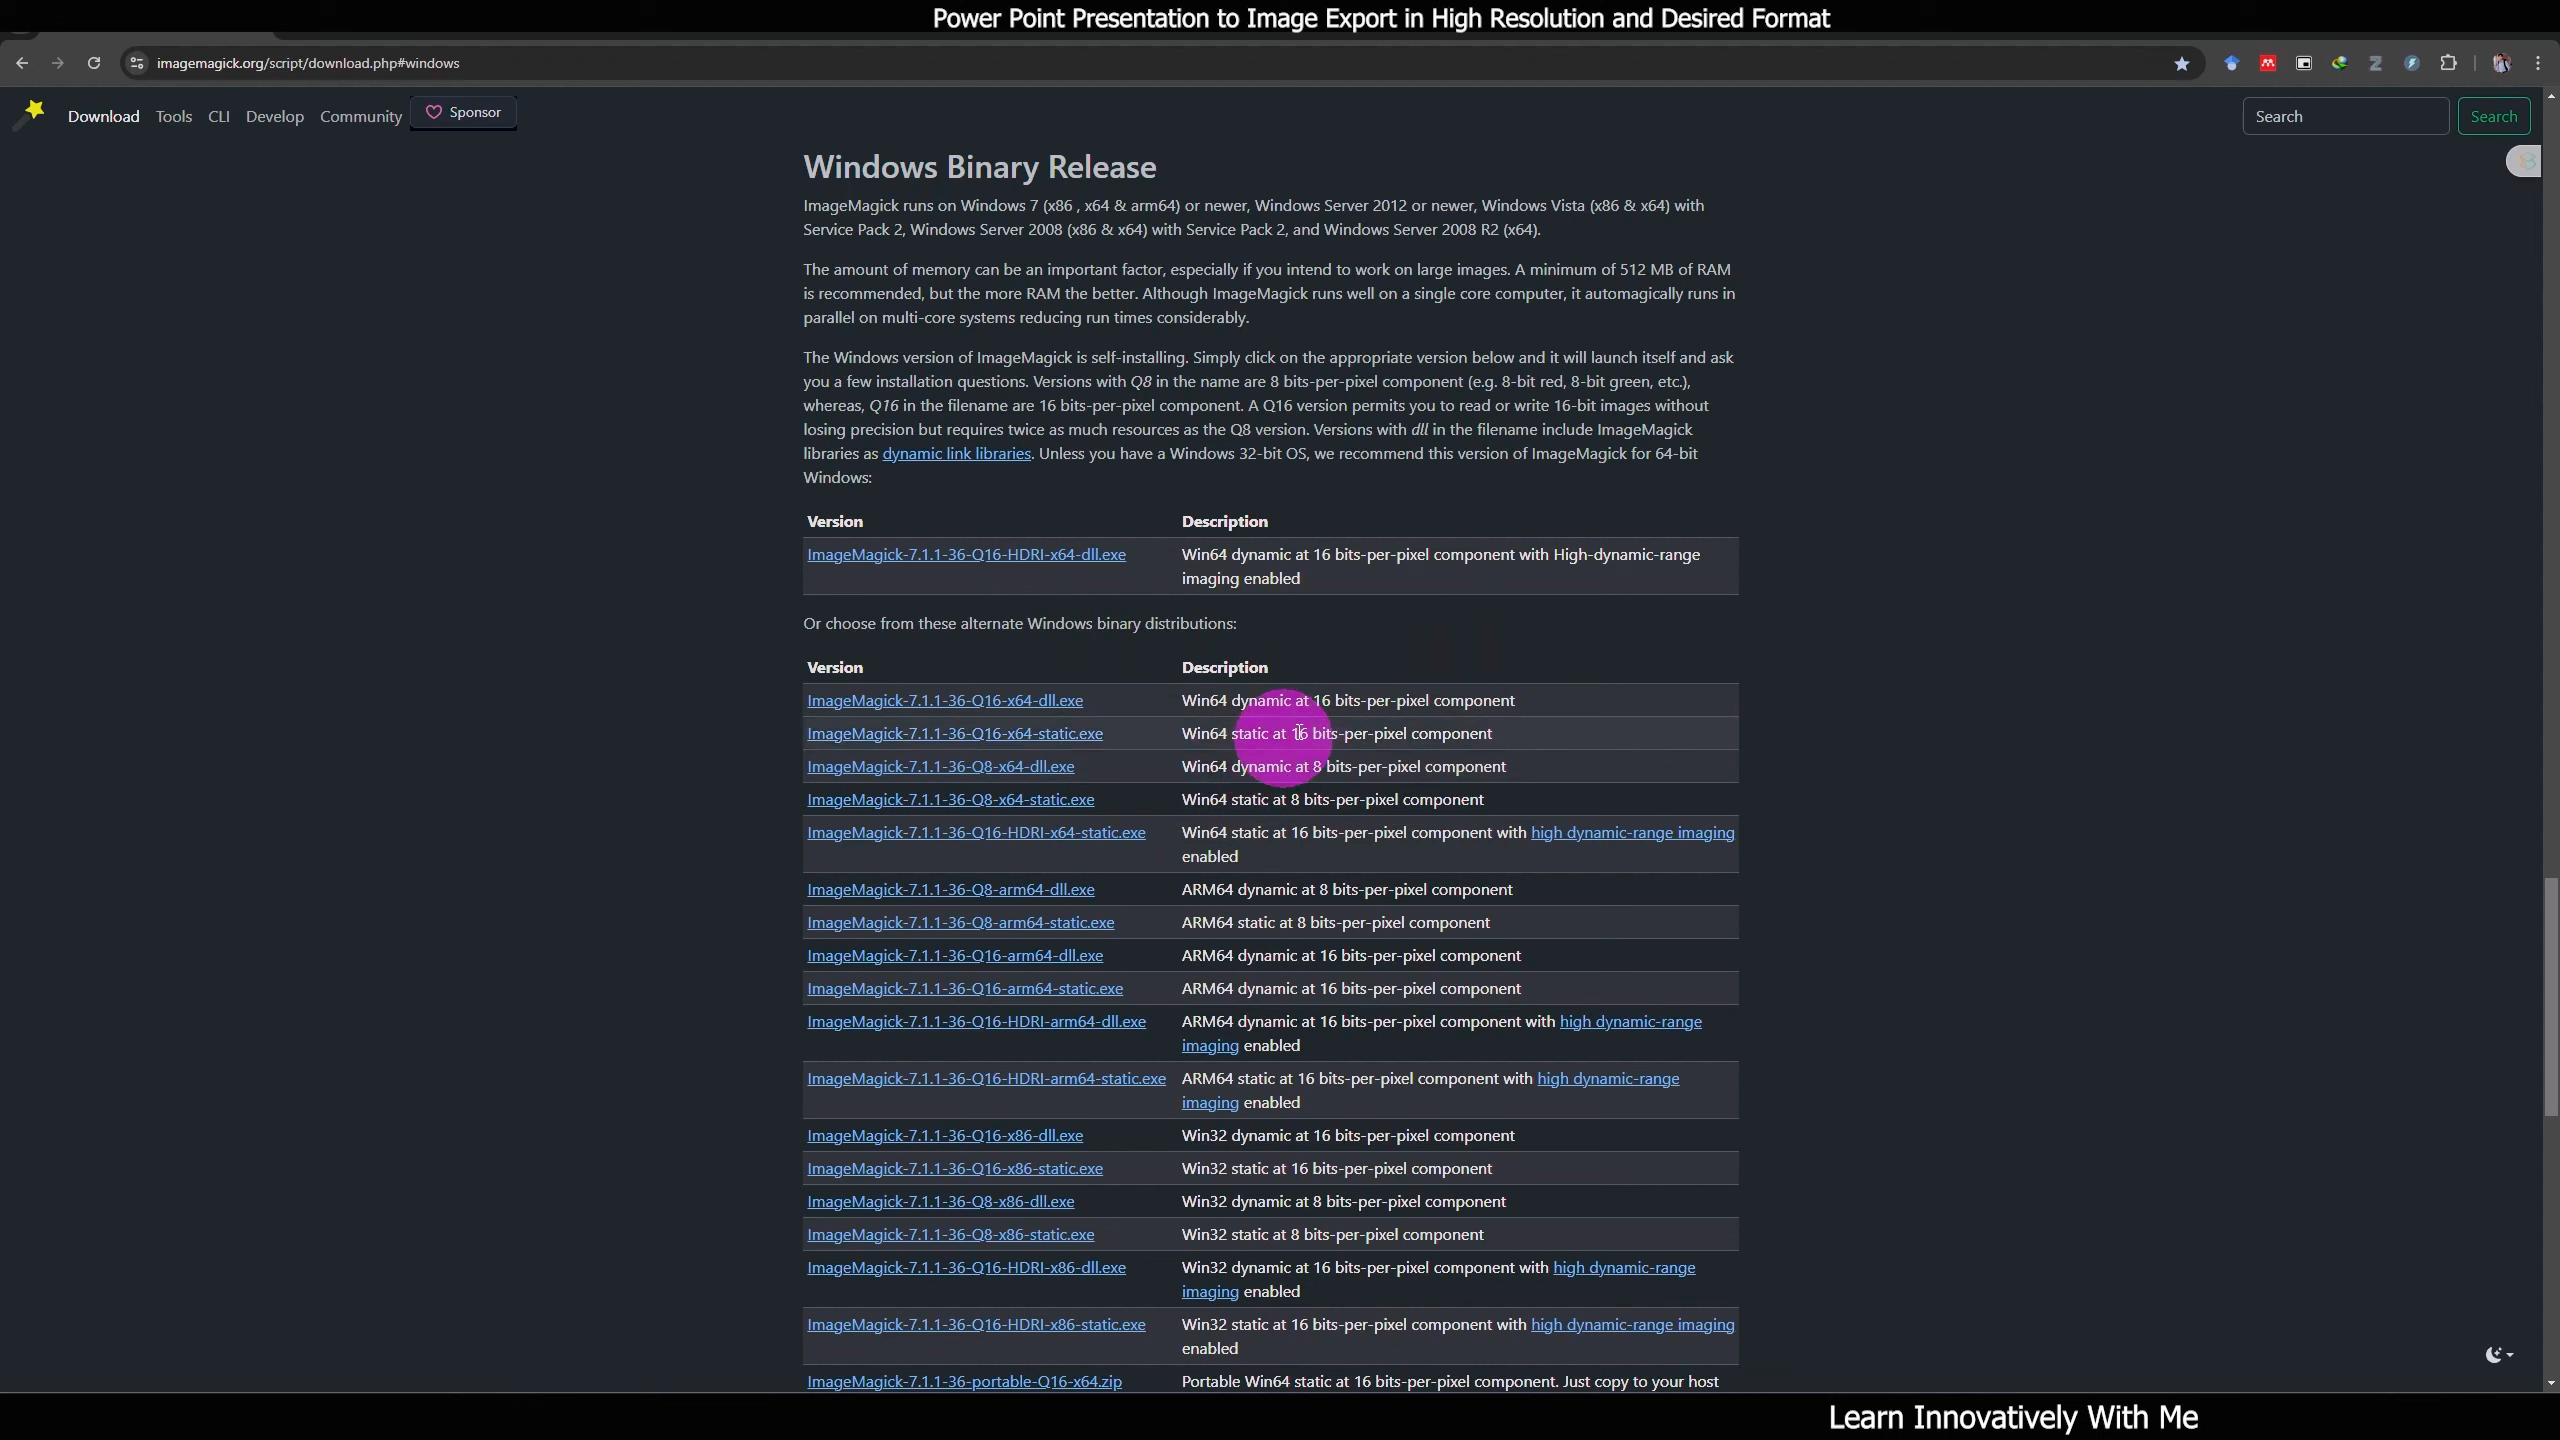 Power Point Presentation to Image Export in High Resolution and Desired Format
imagemagick.org/script/download.php#windows
Download Tools CLI Develop Community Sponsor
Search Search
Windows Binary Release
ImageMagick runs on Windows 7 (x86 , x64 & arm64) or newer, Windows Server 2012 or newer, Windows Vista (x86 & x64) with
Service Pack 2, Windows Server 2008 (x86 & x64) with Service Pack 2, and Windows Server 2008 R2 (x64).
The amount of memory can be an important factor, especially if you intend to work on large images. A minimum of 512 MB of RAM
is recommended, but the more RAM the better. Although ImageMagick runs well on a single core computer, it automagically runs in
parallel on multi-core systems reducing run times considerably.
The Windows version of ImageMagick is self-installing. Simply click on the appropriate version below and it will launch itself and ask
you a few installation questions. Versions with Q8 in the name are 8 bits-per-pixel component (e.g. 8-bit red, 8-bit green, etc.),
whereas, Q16 in the filename are 16 bits-per-pixel component. A Q16 version permits you to read or write 16-bit images without
losing precision but requires twice as much resources as the Q8 version. Versions with dll in the filename include ImageMagick
libraries as dynamic link libraries. Unless you have a Windows 32-bit OS, we recommend this version of ImageMagick for 64-bit
Windows:
Version Description
ImageMagick-7.1.1-36-Q16-HDRI-x64-dll.exe Win64 dynamic at 16 bits-per-pixel component with High-dynamic-range
imaging enabled
Or choose from these alternate Windows binary distributions:
Version Description
ImageMagick-7.1.1-36-Q16-x64-dll.exe Win64 dynamic at 16 bits-per-pixel component
ImageMagick-7.1.1-36-Q16-x64-static.exe Win64 static at 16 bits-per-pixel component
ImageMagick-7.1.1-36-Q8-x64-dll.exe Win64 dynamic at 8 bits-per-pixel component
ImageMagick-7.1.1-36-Q8-x64-static.exe Win64 static at 8 bits-per-pixel component
ImageMagick-7.1.1-36-Q16-HDRI-x64-static.exe Win64 static at 16 bits-per-pixel component with high dynamic-range imaging
enabled
ImageMagick-7.1.1-36-Q8-arm64-dll.exe ARM64 dynamic at 8 bits-per-pixel component
ImageMagick-7.1.1-36-Q8-arm64-static.exe ARM64 static at 8 bits-per-pixel component
ImageMagick-7.1.1-36-Q16-arm64-dll.exe ARM64 dynamic at 16 bits-per-pixel component
ImageMagick-7.1.1-36-Q16-arm64-static.exe ARM64 dynamic at 16 bits-per-pixel component
ImageMagick-7.1.1-36-Q16-HDRI-arm64-dll.exe ARM64 dynamic at 16 bits-per-pixel component with high dynamic-range
imaging enabled
ImageMagick-7.1.1-36-Q16-HDRI-arm64-static.exe ARM64 static at 16 bits-per-pixel component with high dynamic-range
imaging enabled
ImageMagick-7.1.1-36-Q16-x86-dll.exe Win32 dynamic at 16 bits-per-pixel component
ImageMagick-7.1.1-36-Q16-x86-static.exe Win32 static at 16 bits-per-pixel component
ImageMagick-7.1.1-36-Q8-x86-dll.exe Win32 dynamic at 8 bits-per-pixel component
ImageMagick-7.1.1-36-Q8-x86-static.exe Win32 static at 8 bits-per-pixel component
ImageMagick-7.1.1-36-Q16-HDRI-x86-dll.exe Win32 dynamic at 16 bits-per-pixel component with high dynamic-range
imaging enabled
ImageMagick-7.1.1-36-Q16-HDRI-x86-static.exe Win32 static at 16 bits-per-pixel component with high dynamic-range imaging
enabled
ImageMagick-7.1.1-36-portable-Q16-x64.zip Portable Win64 static at 16 bits-per-pixel component. Just copy to your host
Learn Innovatively With Me